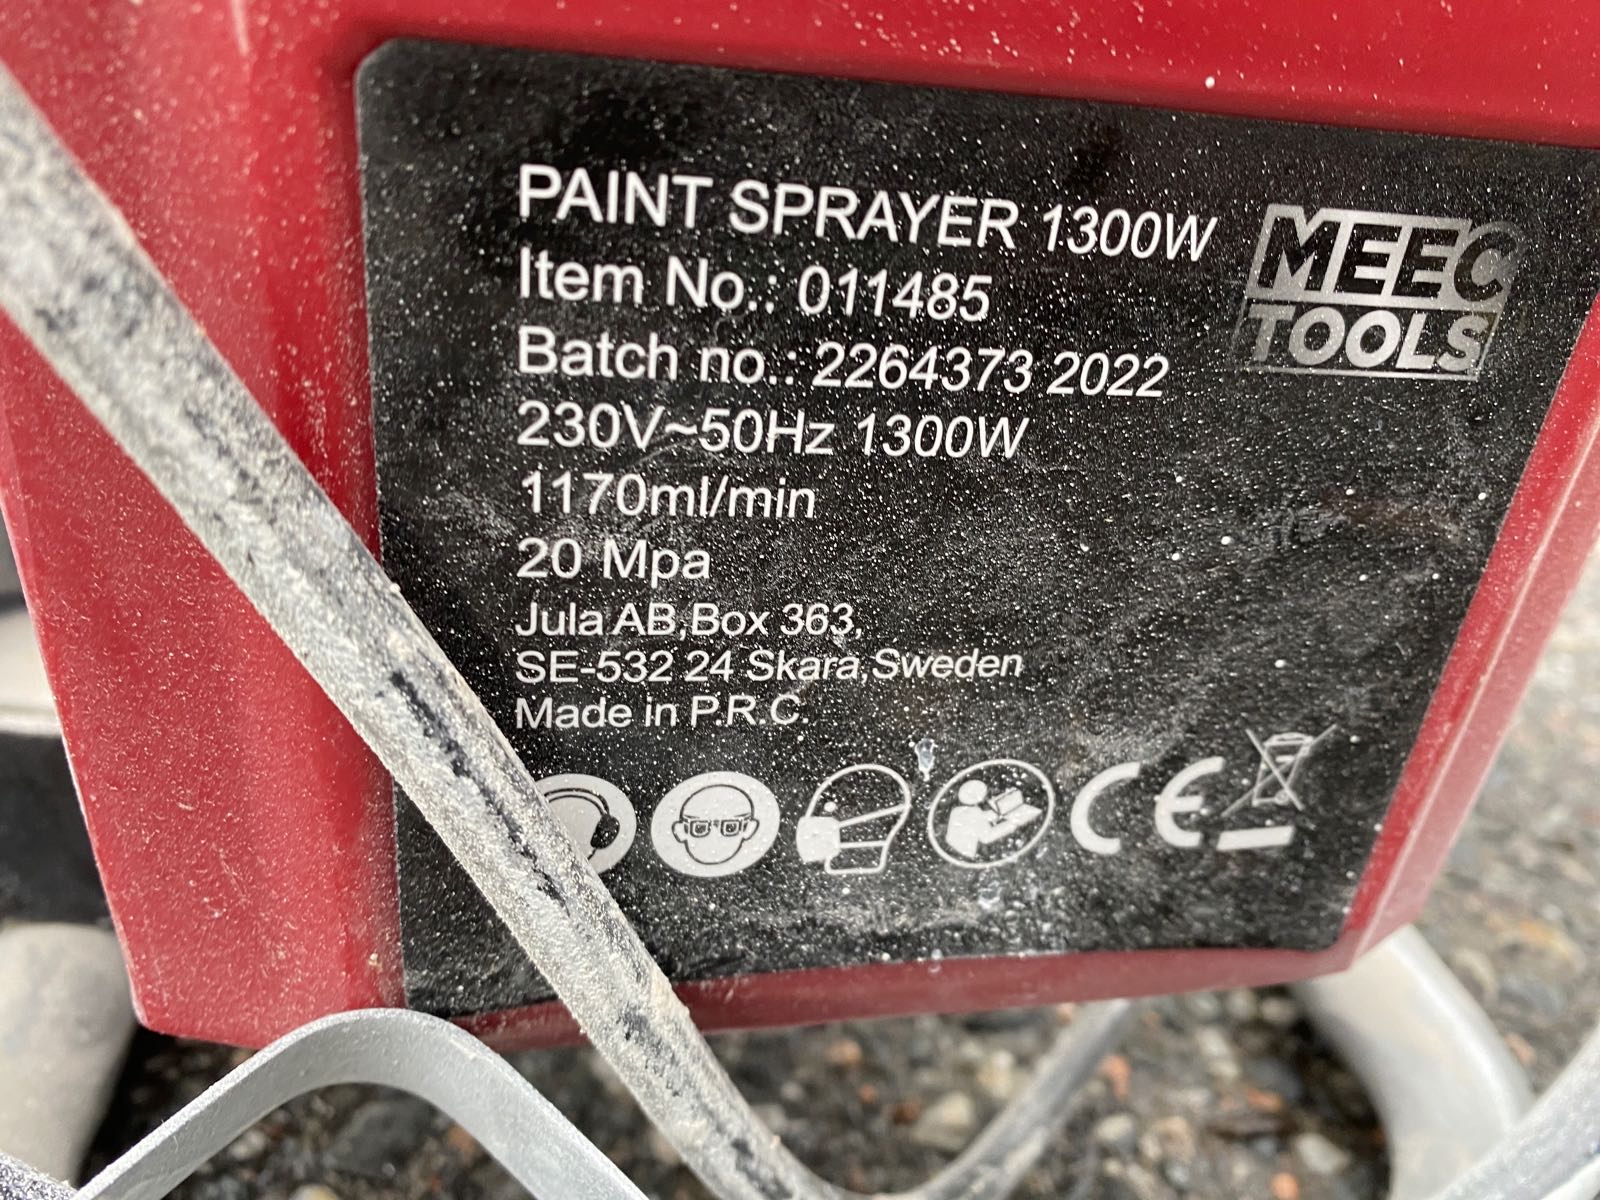 PAINT SPRAYER 1300W
MEEC
TOOLS
Item No.: 011485
Batch no.: 2264373 2022
230V~50Hz 1300W
1170ml/min
20 Mpa
Jula AB,Box 363,
SE-532 24 Skara,Sweden
Made in P.R.C.
CE